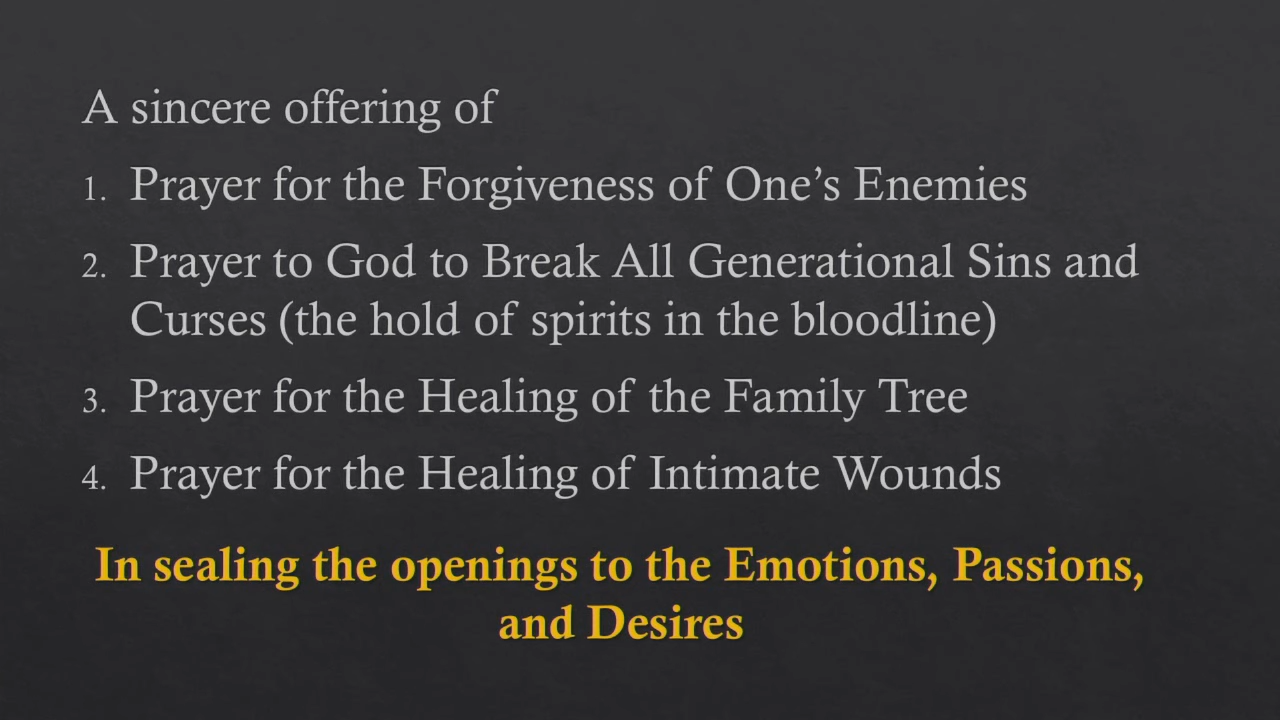 A sincere offering of
1. Prayer for the Forgiveness of One’s Enemies
2. Prayer to God to Break All Generational Sins and
Curses (the hold of spirits in the bloodline)
3. Prayer for the Healing of the Family Tree
4. Prayer for the Healing of Intimate Wounds
In sealing the openings to the Emotions, Passions,
and Desires